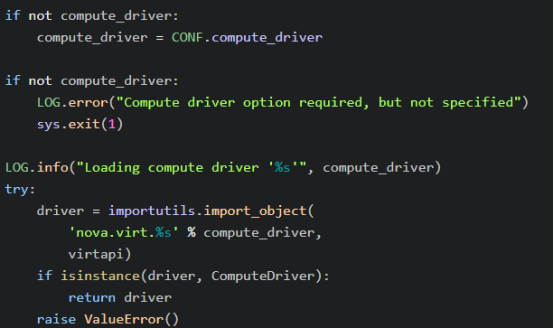 if not compute_driver:
    compute_driver = CONF.compute_driver

if not compute_driver:
    LOG.error("Compute driver option required, but not specified")
    sys.exit(1)

LOG.info("Loading compute driver '%s'", compute_driver)
try:
    driver = importutils.import_object(
        'nova.virt.%s' % compute_driver,
        virtapi)
    if isinstance(driver, ComputeDriver):
        return driver
    raise ValueError()